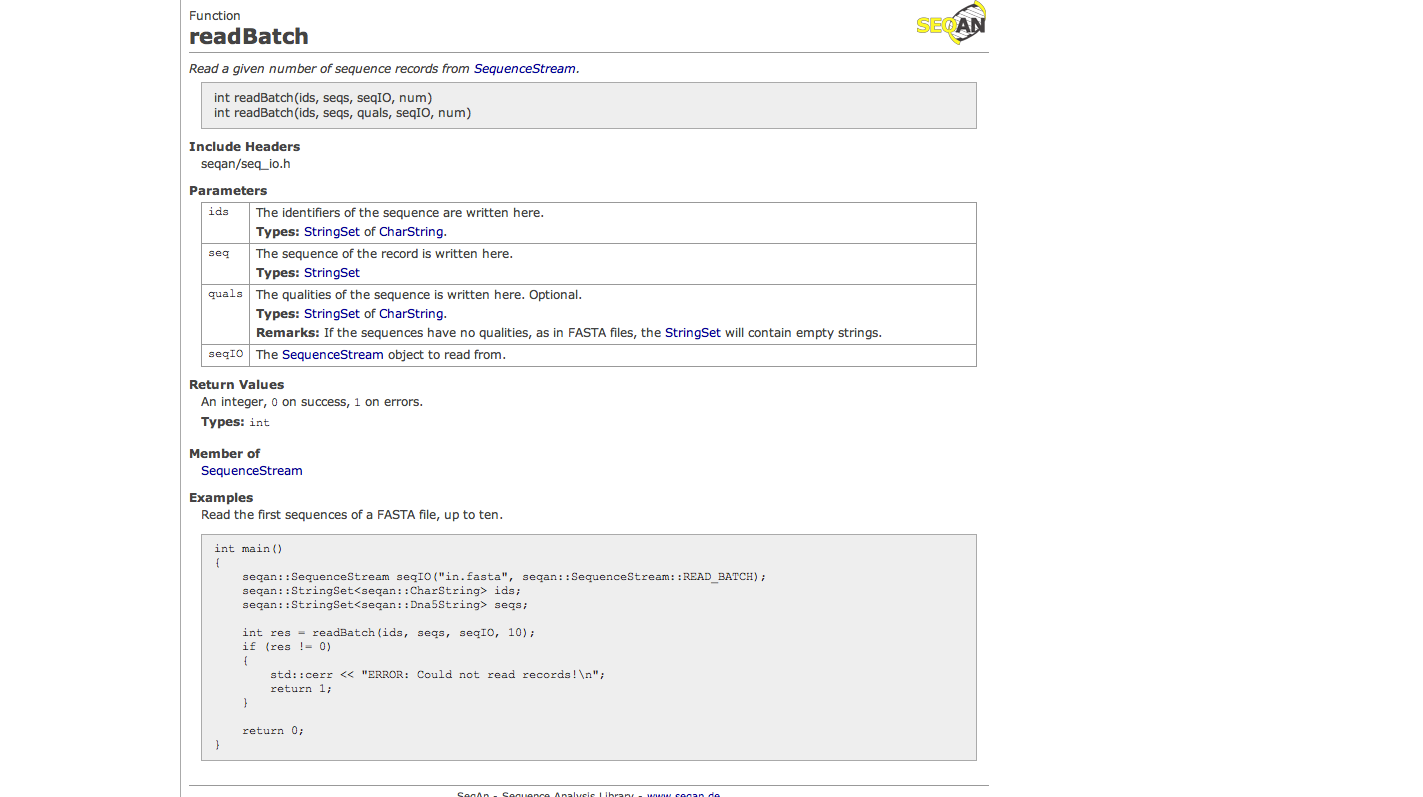 Function
readBatch
SEQAN
Read a given number of sequence records from SequenceStream.
int readBatch(ids, seqs, seqIO, num)
int readBatch(ids, seqs, quals, seqIO, num)
Include Headers
seqan/seq_io.h
Parameters
ids The identifiers of the sequence are written here.
Types: StringSet of CharString.
seq The sequence of the record is written here.
Types: StringSet
quals The qualities of the sequence is written here. Optional.
Types: StringSet of CharString.
Remarks: If the sequences have no qualities, as in FASTA files, the StringSet will contain empty strings.
seqIO The SequenceStream object to read from.
Return Values
An integer, 0 on success, 1 on errors.
Types: int
Member of
SequenceStream
Examples
Read the first sequences of a FASTA file, up to ten.
int main()
{
    seqan::SequenceStream seqIO("in.fasta", seqan::SequenceStream::READ_BATCH);
    seqan::StringSet<seqan::CharString> ids;
    seqan::StringSet<seqan::Dna5String> seqs;
    int res = readBatch(ids, seqs, seqIO, 10);
    if (res != 0)
    {
        std::cerr << "ERROR: Could not read records!\n";
        return 1;
    }
    return 0;
}
SeqAn - Sequence Analysis Library - www.seqan.de